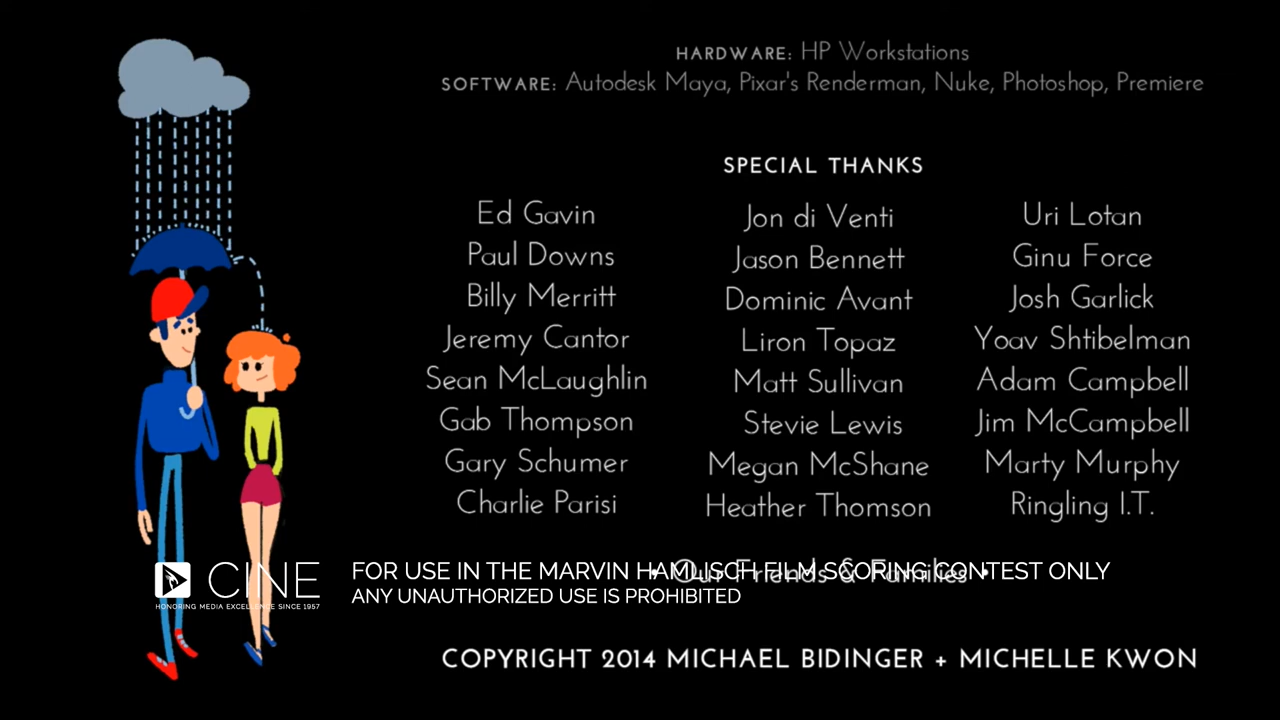 HARDWARE: HP Workstations
SOFTWARE: Autodesk Maya, Pixar's Renderman, Nuke, Photoshop, Premiere
SPECIAL THANKS
Ed Gavin Jon di Venti Uri Lotan
Paul Downs Jason Bennett Ginu Force
Billy Merritt Dominic Avant Josh Garlick
Jeremy Cantor Liron Topaz Yoav Shtibelman
Sean McLaughlin Matt Sullivan Adam Campbell
Gab Thompson Stevie Lewis Jim McCampbell
Gary Schumer Megan McShane Marty Murphy
Charlie Parisi Heather Thomson Ringling I.T.
• Our Friends & Families •
CINE
HONORING MEDIA EXCELLENCE SINCE 1957
FOR USE IN THE MARVIN HAMLISCH FILM SCORING CONTEST ONLY
ANY UNAUTHORIZED USE IS PROHIBITED
COPYRIGHT 2014 MICHAEL BIDINGER + MICHELLE KWON